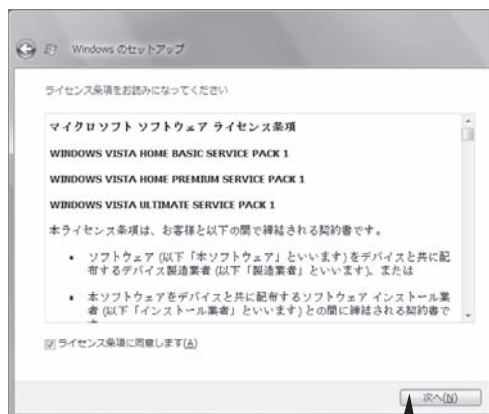 Windows のセットアップ
ライセンス条項をお読みになってください
マイクロソフト ソフトウェア ライセンス条項
WINDOWS VISTA HOME BASIC SERVICE PACK 1
WINDOWS VISTA HOME PREMIUM SERVICE PACK 1
WINDOWS VISTA ULTIMATE SERVICE PACK 1
本ライセンス条項は、お客様と以下の間で締結される契約書です。
• ソフトウェア (以下「本ソフトウェア」といいます) をデバイスと共に配
布するデバイス製造業者 (以下「製造業者」といいます)、または
• 本ソフトウェアをデバイスと共に配布するソフトウェア インストール業
者 (以下「インストール業者」といいます) との間に締結される契約書で
ライセンス条項に同意します(A)
次へ(N)